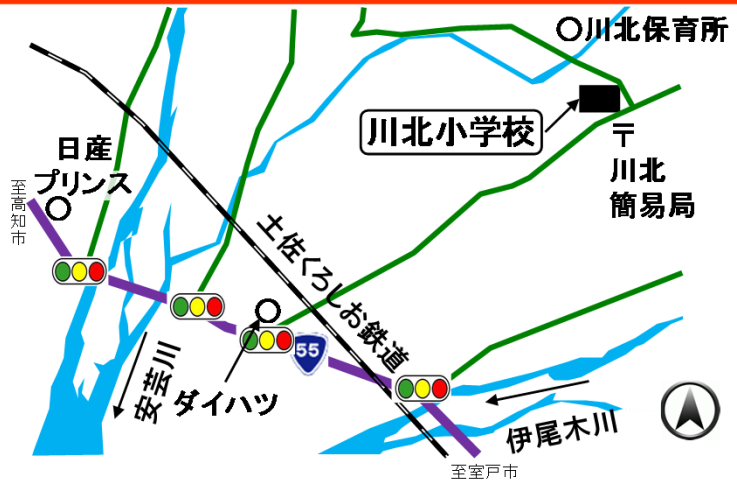 川北保育所
川北小学校
〒
川北
簡易局
日産
プリンス
至高知市
土佐くろしお鉄道
55
安芸川
ダイハツ
伊尾木川
至室戸市